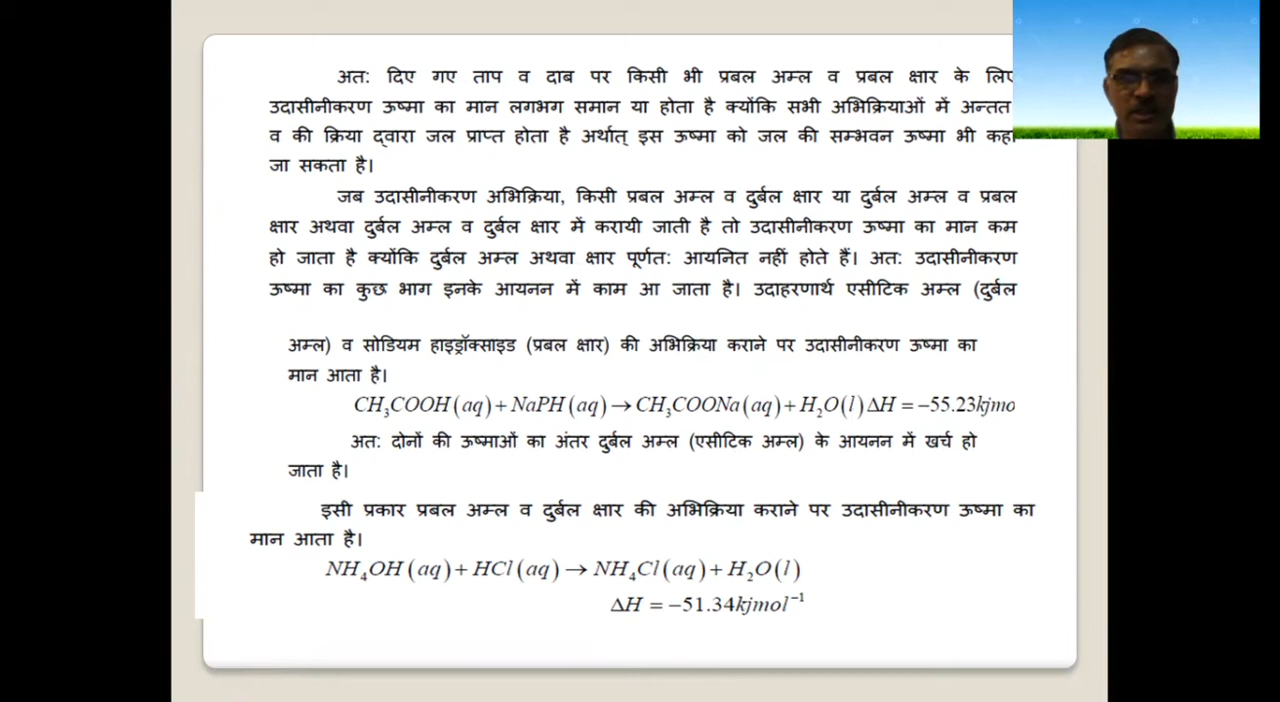 अत: दिए गए ताप व दाब पर किसी भी प्रबल अम्ल व प्रबल क्षार के लिए
उदासीनीकरण ऊष्मा का मान लगभग समान या होता है क्योंकि सभी अभिक्रियाओं में अन्तत
व की क्रिया द्वारा जल प्राप्त होता है अर्थात् इस ऊष्मा को जल की सम्भवन ऊष्मा भी कहा
जा सकता है।
जब उदासीनीकरण अभिक्रिया, किसी प्रबल अम्ल व दुर्बल क्षार या दुर्बल अम्ल व प्रबल
क्षार अथवा दुर्बल अम्ल व दुर्बल क्षार में करायी जाती है तो उदासीनीकरण ऊष्मा का मान कम
हो जाता है क्योंकि दुर्बल अम्ल अथवा क्षार पूर्णत: आयनित नहीं होते हैं। अत: उदासीनीकरण
ऊष्मा का कुछ भाग इनके आयनन में काम आ जाता है। उदाहरणार्थ एसीटिक अम्ल (दुर्बल
अम्ल) व सोडियम हाइड्रॉक्साइड (प्रबल क्षार) की अभिक्रिया कराने पर उदासीनीकरण ऊष्मा का
मान आता है।
CH₃COOH(aq)+NaPH(aq)→CH₃COONa(aq)+H₂O(l)ΔH=-55.23kjmo
अत: दोनों की ऊष्माओं का अंतर दुर्बल अम्ल (एसीटिक अम्ल) के आयनन में खर्च हो
जाता है।
इसी प्रकार प्रबल अम्ल व दुर्बल क्षार की अभिक्रिया कराने पर उदासीनीकरण ऊष्मा का
मान आता है।
NH₄OH(aq)+HCl(aq)→NH₄Cl(aq)+H₂O(l)
ΔH=-51.34kjmol⁻¹